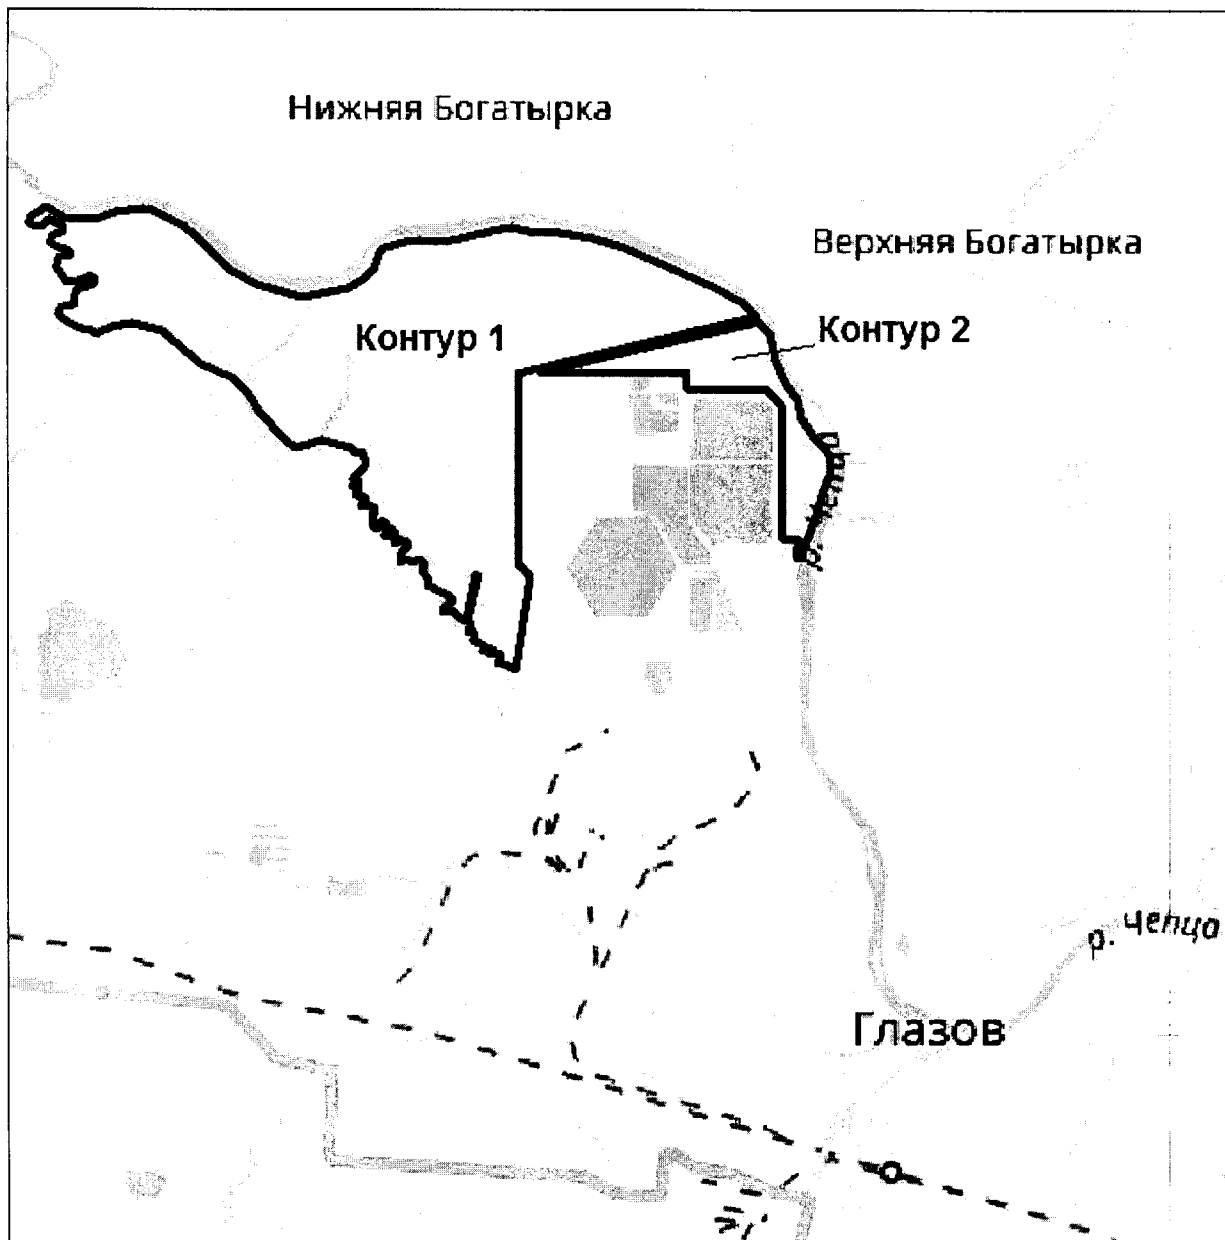 Нижняя Богатырка
Верхняя Богатырка
Контур 1
Контур 2
р. Чепца
р. Чепца
Глазов